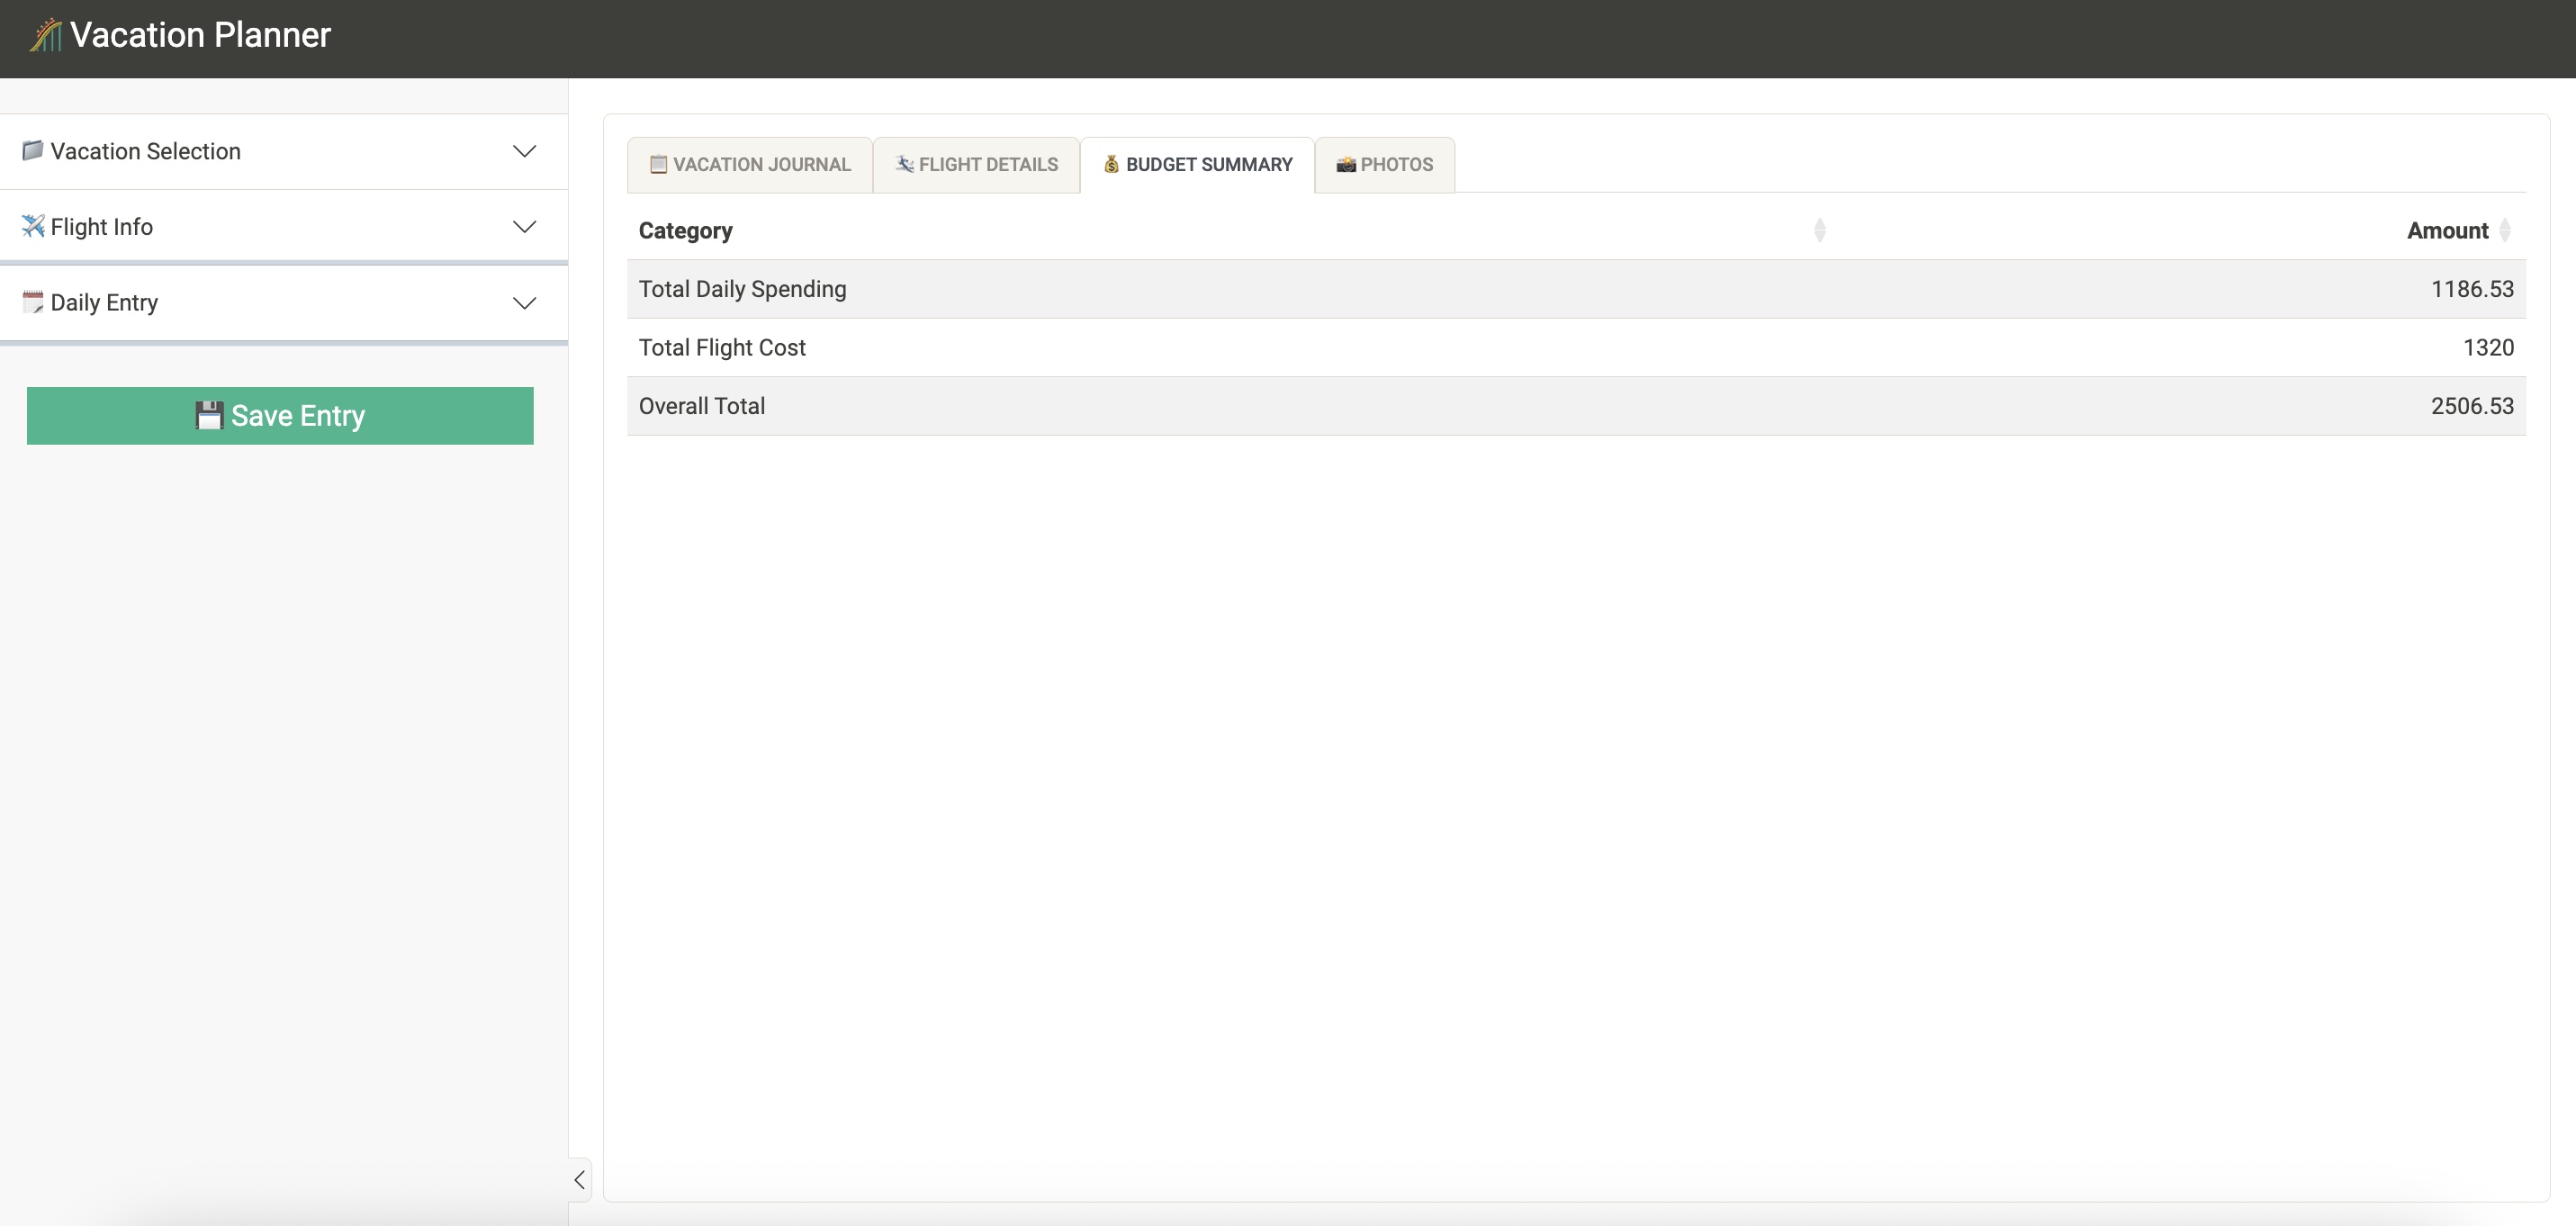 Vacation Planner
Vacation Selection
Flight Info
Daily Entry
Save Entry
VACATION JOURNAL FLIGHT DETAILS BUDGET SUMMARY PHOTOS
Category Amount
Total Daily Spending 1186.53
Total Flight Cost 1320
Overall Total 2506.53